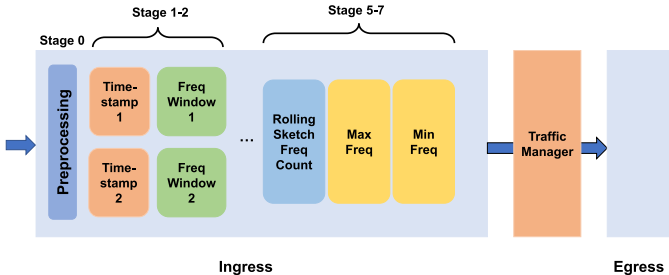 Stage 0
Stage 1-2
Stage 5-7
Preprocessing
Time-
stamp
1
Freq
Window
1
Time-
stamp
2
Freq
Window
2
...
Rolling
Sketch
Freq
Count
Max
Freq
Min
Freq
Traffic
Manager
Ingress
Egress